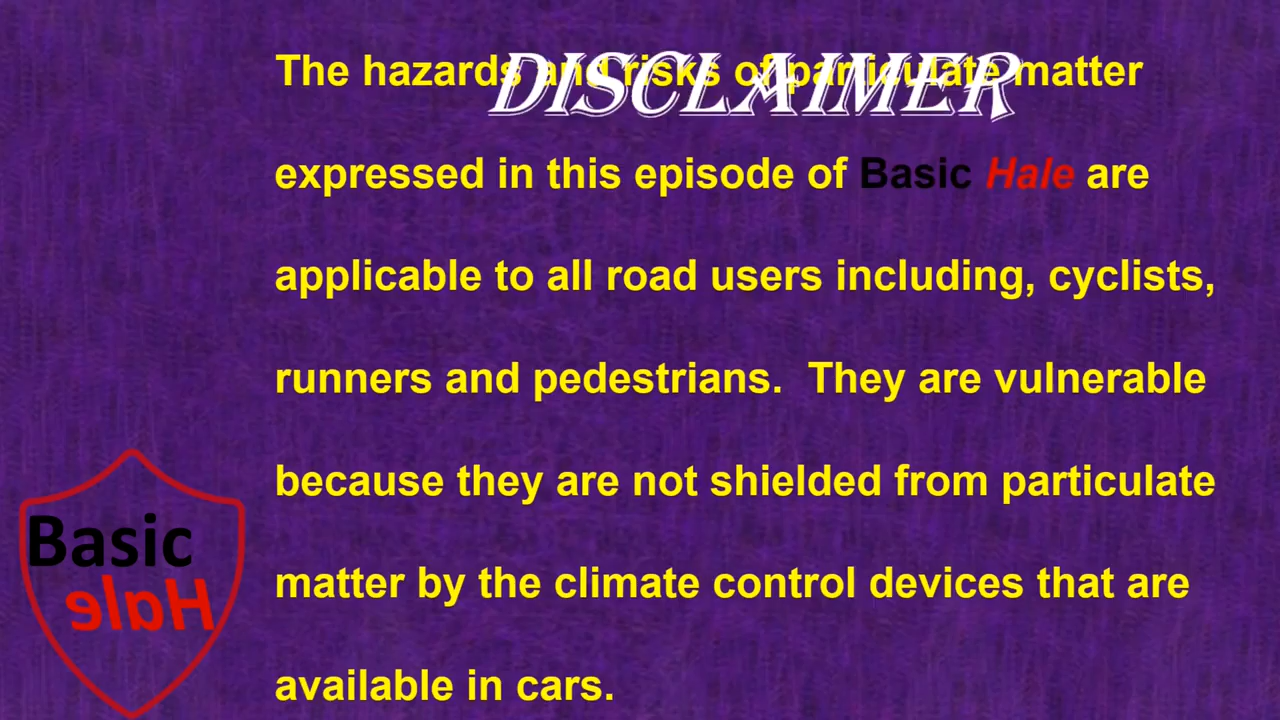 DISCLAIMER
The hazards and risks of particulate matter
expressed in this episode of Basic Hale are
applicable to all road users including, cyclists,
runners and pedestrians. They are vulnerable
because they are not shielded from particulate
matter by the climate control devices that are
available in cars.
Basic
Hale